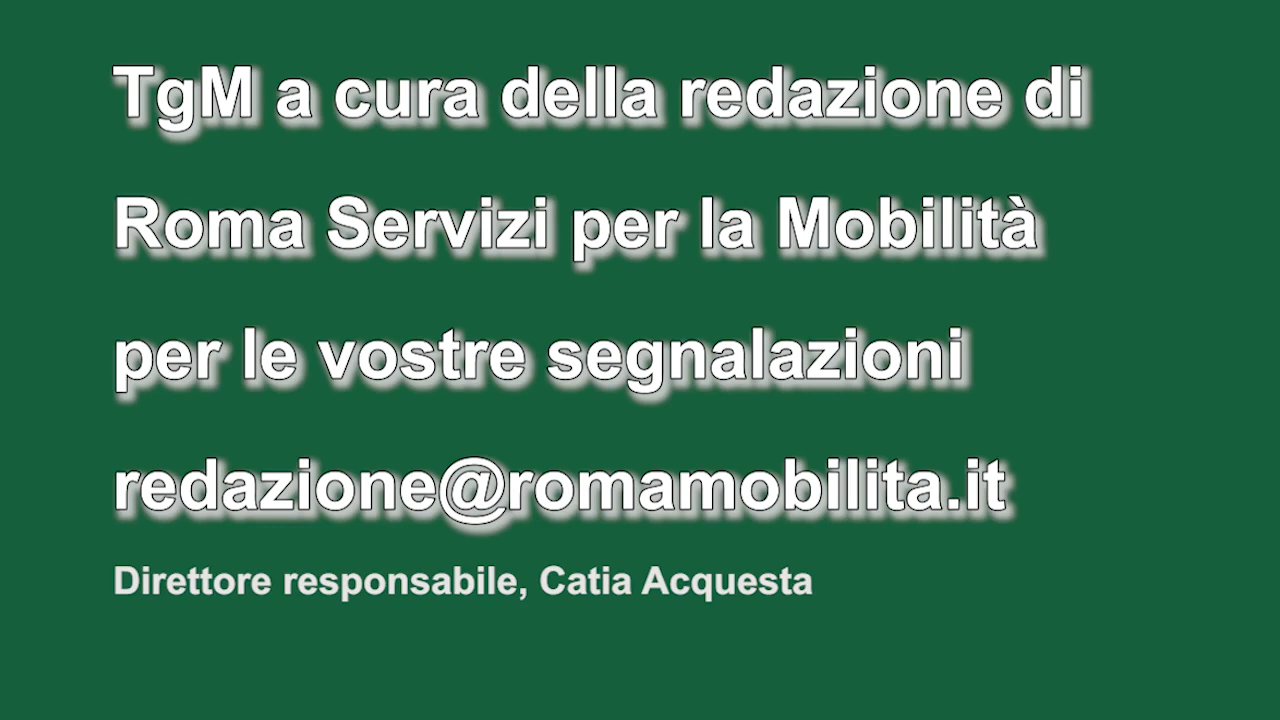 TgM a cura della redazione di
Roma Servizi per la Mobilità
per le vostre segnalazioni
redazione@romamobilita.it
Direttore responsabile, Catia Acquesta